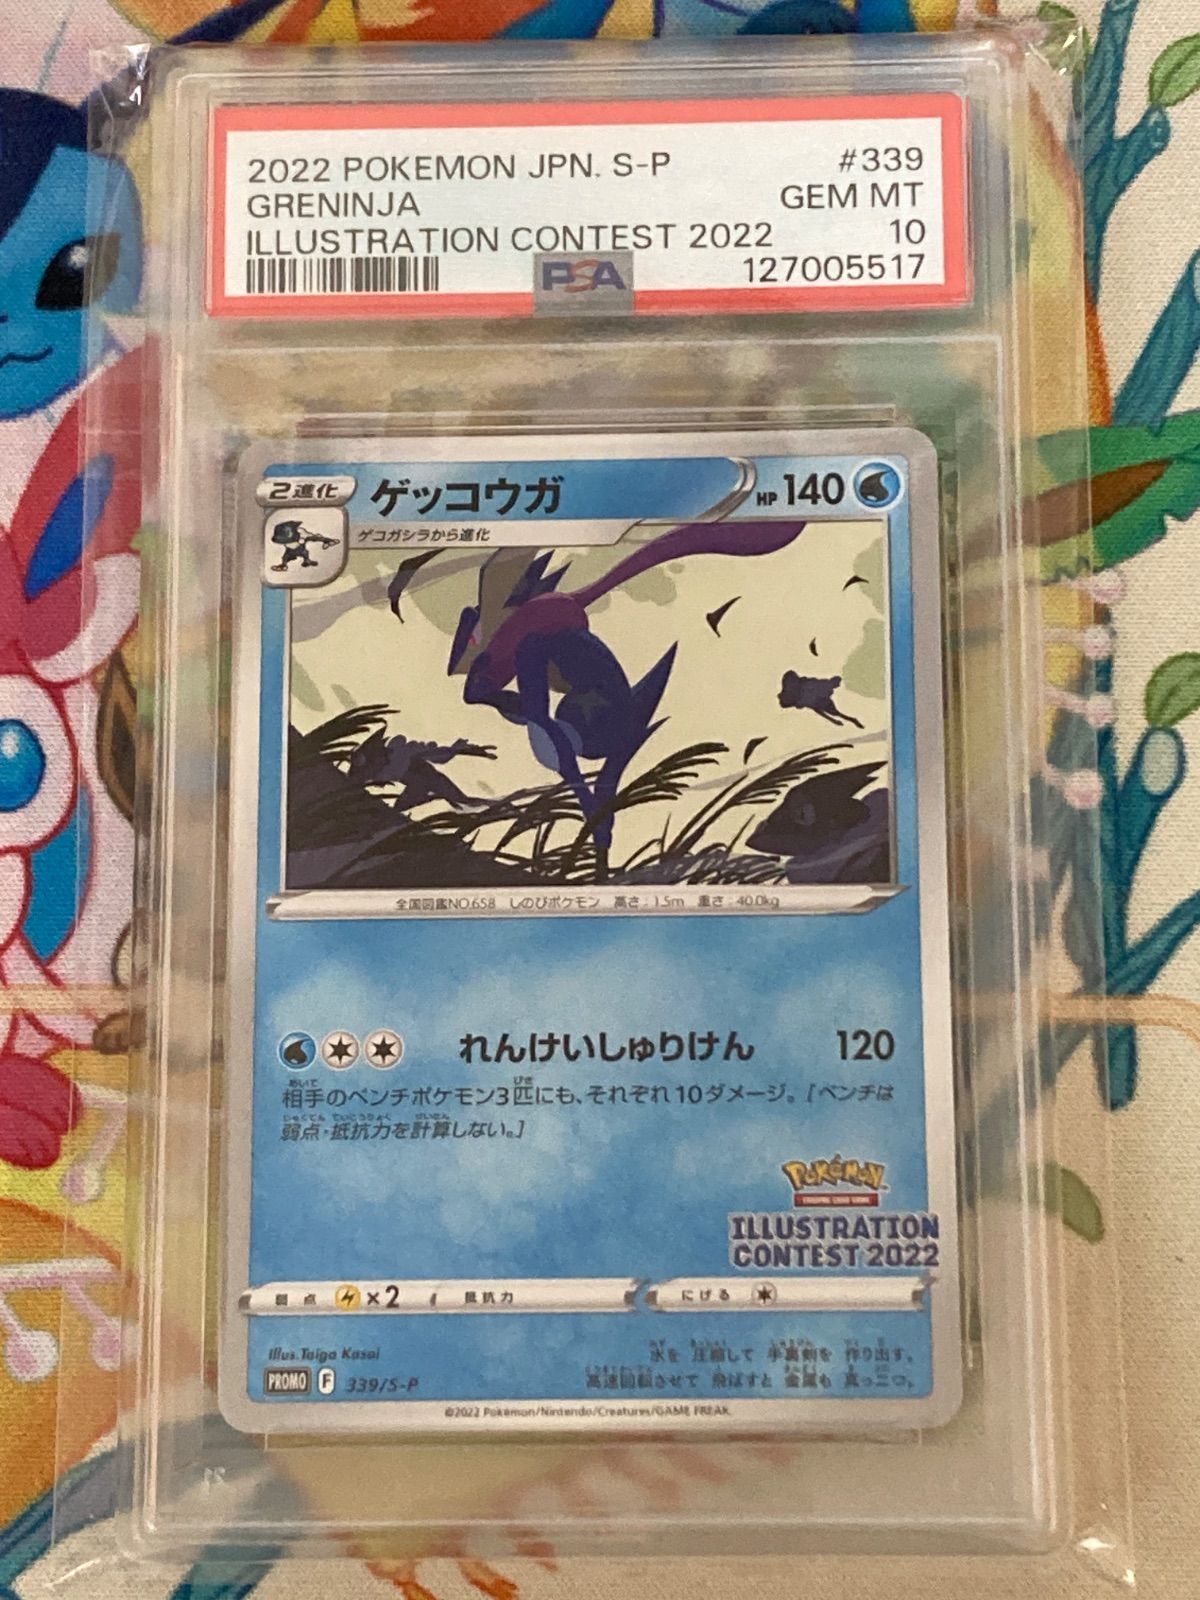 2022 POKEMON JPN. S-P #339
GRENINJA GEM MT
ILLUSTRATION CONTEST 2022 10
PSA 127005517
2進化 ゲッコウガ HP 140
ゲコガシラから進化
全国図鑑NO.658 しのびポケモン 高さ:1.5m 重さ:40.0kg
れんけいしゅりけん 120
相手のベンチポケモン3匹にも、それぞれ10ダメージ。[ベンチは
弱点・抵抗力を計算しない。]
Pokémon
TRADING CARD GAME
ILLUSTRATION
CONTEST 2022
弱点 ×2 抵抗力 にげる
Illus.Taiga Kasai
水を 圧縮して 手裏剣を 作り出す。
PROMO F 339/S-P
高速回転させて 飛ばすと 金属も 真っ二つ。
©2022 Pokémon/Nintendo/Creatures/GAME FREAK